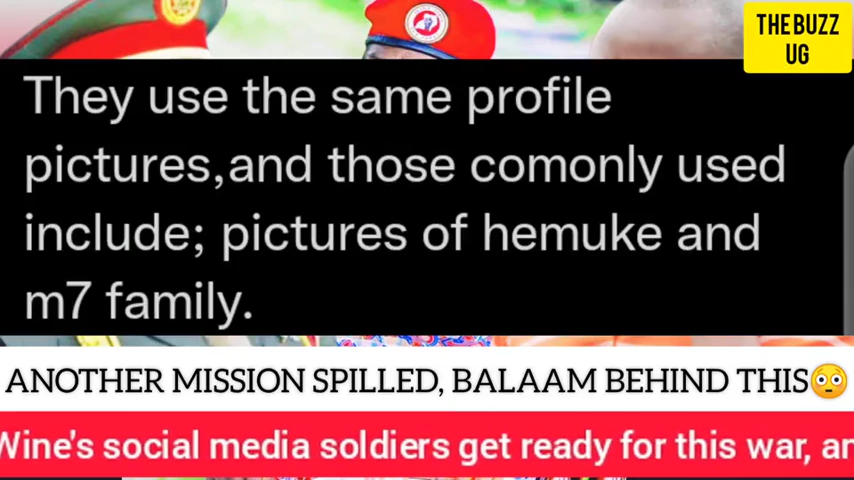 THE BUZZ
UG
They use the same profile
pictures,and those comonly used
include; pictures of hemuke and
m7 family.
ANOTHER MISSION SPILLED, BALAAM BEHIND THIS😳
Wine's social media soldiers get ready for this war, an